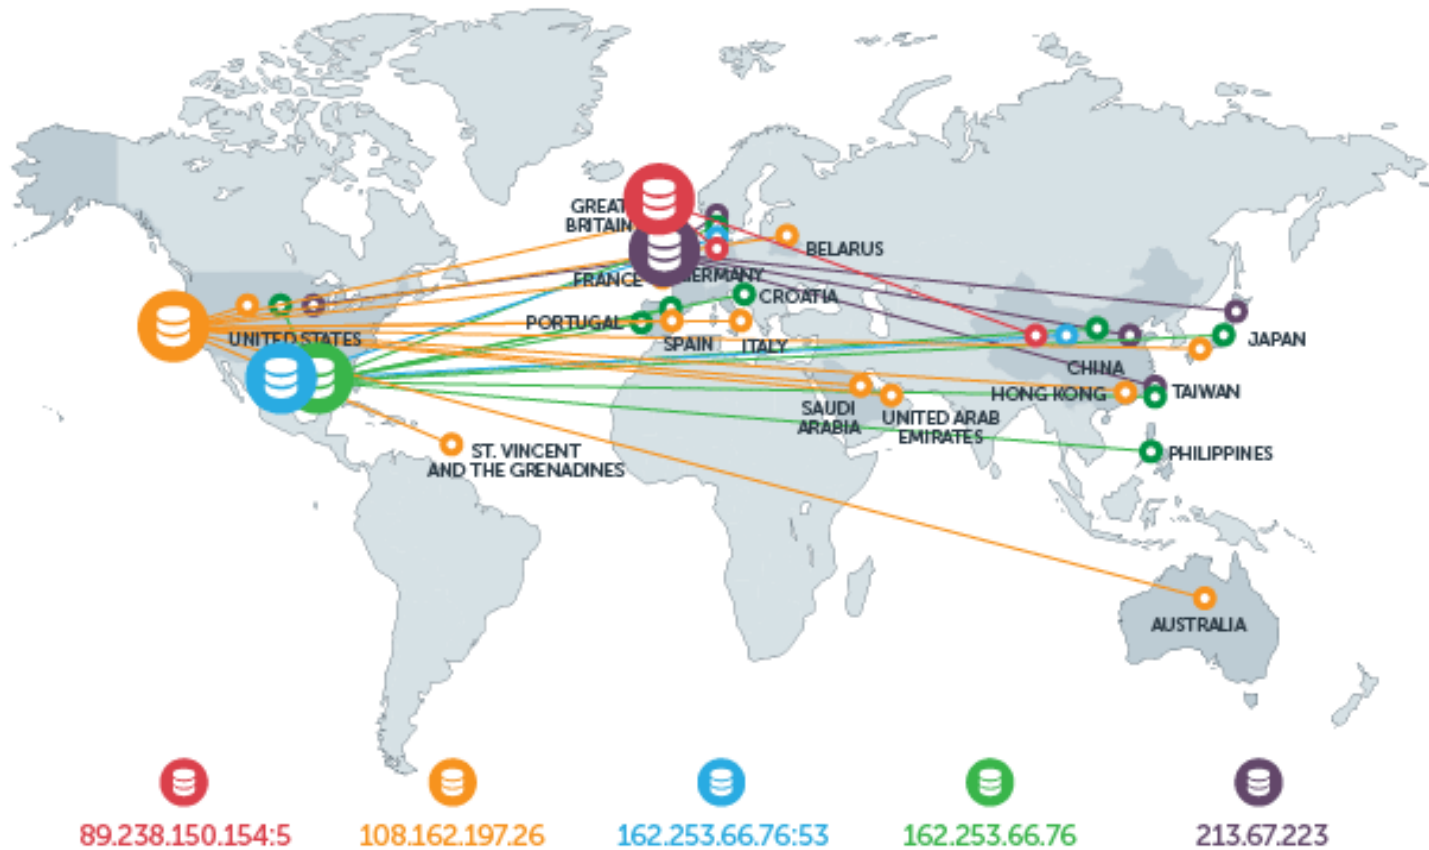 GREAT
BRITAIN
BELARUS
GERMANY
FRANCE
CROATIA
PORTUGAL
SPAIN
ITALY
UNITED STATES
JAPAN
CHINA
TAIWAN
HONG KONG
SAUDI
ARABIA
UNITED ARAB
EMIRATES
ST. VINCENT
AND THE GRENADINES
PHILIPPINES
AUSTRALIA
89.238.150.154:5
108.162.197.26
162.253.66.76:53
162.253.66.76
213.67.223